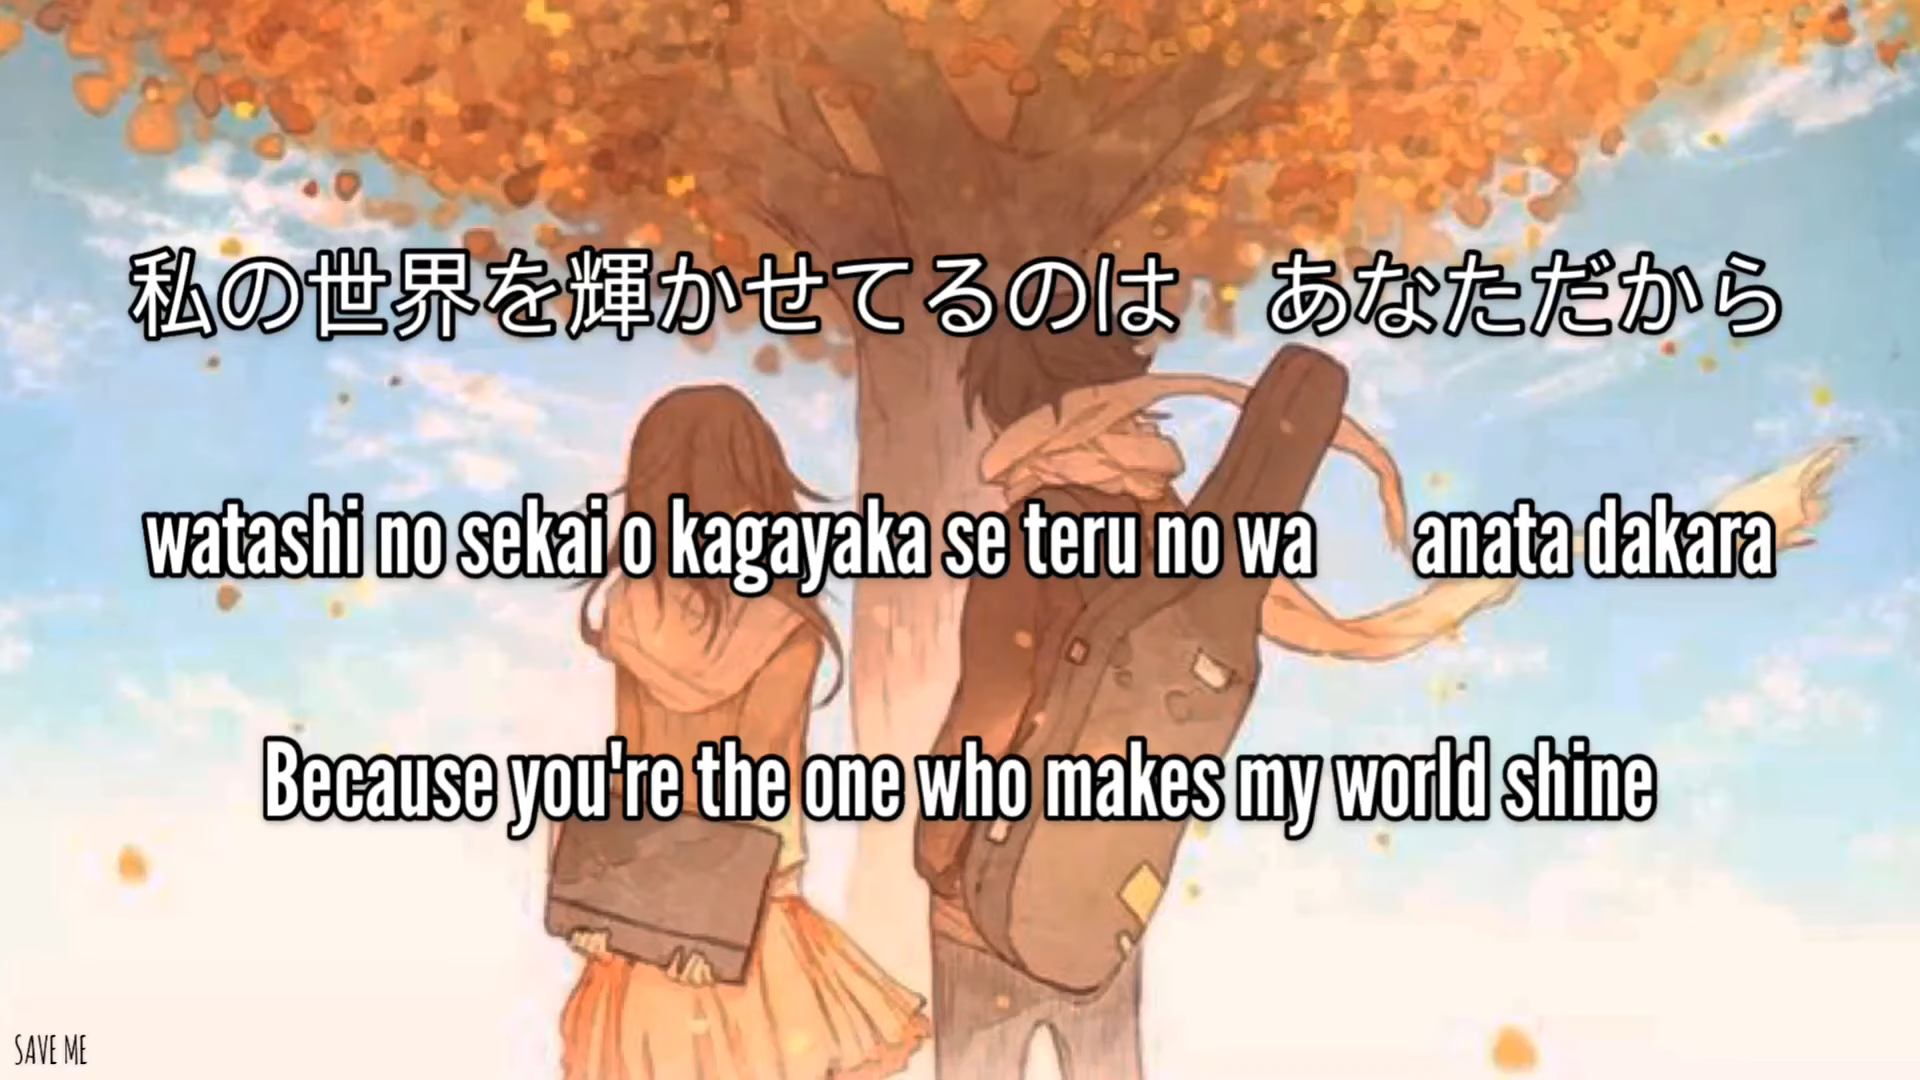 私の世界を輝かせてるのは　あなただから
watashi no sekai o kagayaka se teru no wa anata dakara
Because you're the one who makes my world shine
SAVE ME